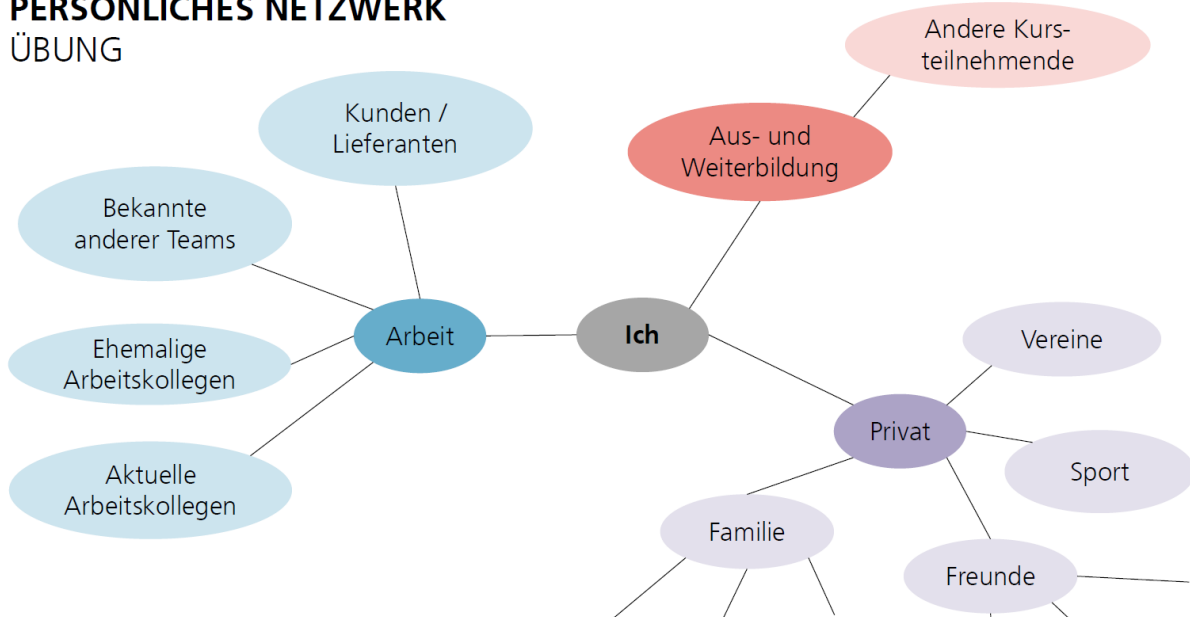 PERSÖNLICHES NETZWERK
ÜBUNG
Andere Kurs-
teilnehmende
Kunden /
Lieferanten
Aus- und
Weiterbildung
Bekannte
anderer Teams
Arbeit
Ich
Vereine
Ehemalige
Arbeitskollegen
Privat
Sport
Aktuelle
Arbeitskollegen
Familie
Freunde